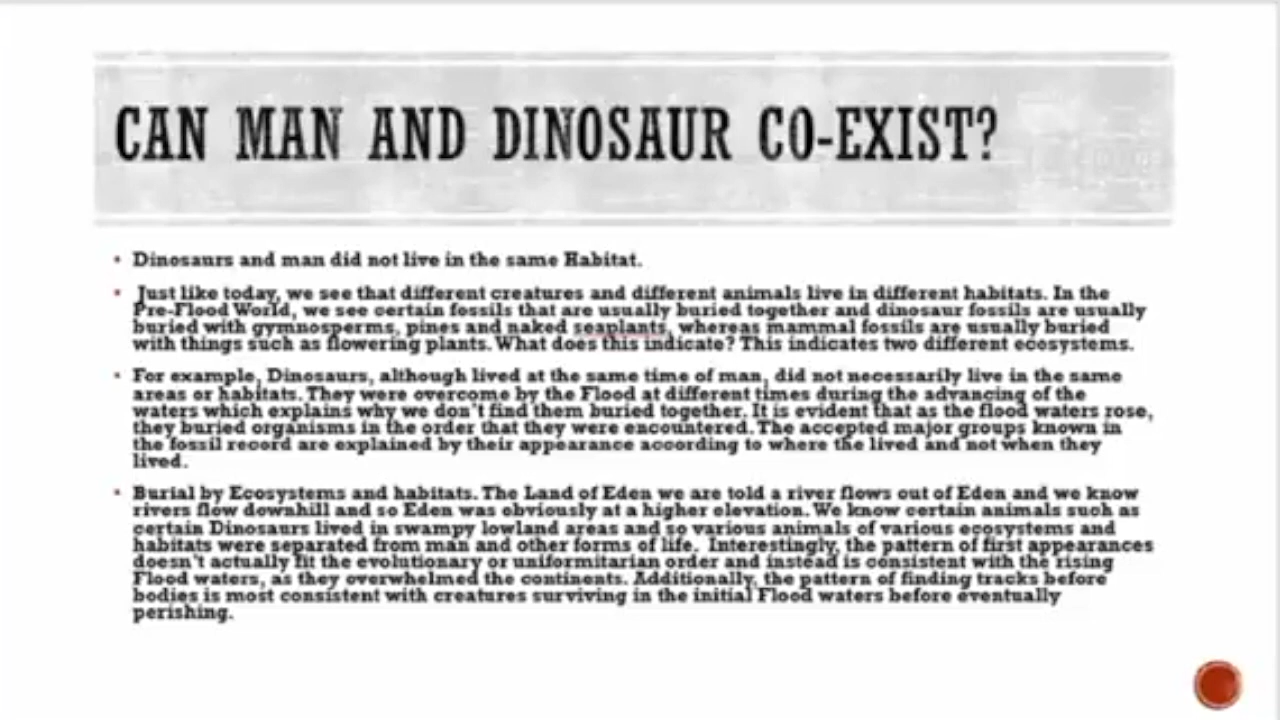 CAN MAN AND DINOSAUR CO-EXIST?
• Dinosaurs and man did not live in the same Habitat.
• Just like today, we see that different creatures and different animals live in different habitats. In the
Pre-Flood World, we see certain fossils that are usually buried together and dinosaur fossils are usually
buried with gymnosperms, pines and naked seaplants, whereas mammal fossils are usually buried
with things such as flowering plants. What does this indicate? This indicates two different ecosystems.
• For example, Dinosaurs, although lived at the same time of man, did not necessarily live in the same
areas or habitats. They were overcome by the Flood at different times during the advancing of the
waters which explains why we don't find them buried together. It is evident that as the flood waters rose,
they buried organisms in the order that they were encountered. The accepted major groups known in
the fossil record are explained by their appearance according to where the lived and not when they
lived.
• Burial by Ecosystems and habitats. The Land of Eden we are told a river flows out of Eden and we know
rivers flow downhill and so Eden was obviously at a higher elevation. We know certain animals such as
certain Dinosaurs lived in swampy lowland areas and so various animals of various ecosystems and
habitats were separated from man and other forms of life. Interestingly, the pattern of first appearances
doesn't actually fit the evolutionary or uniformitarian order and instead is consistent with the rising
Flood waters, as they overwhelmed the continents. Additionally, the pattern of finding tracks before
bodies is most consistent with creatures surviving in the initial Flood waters before eventually
perishing.